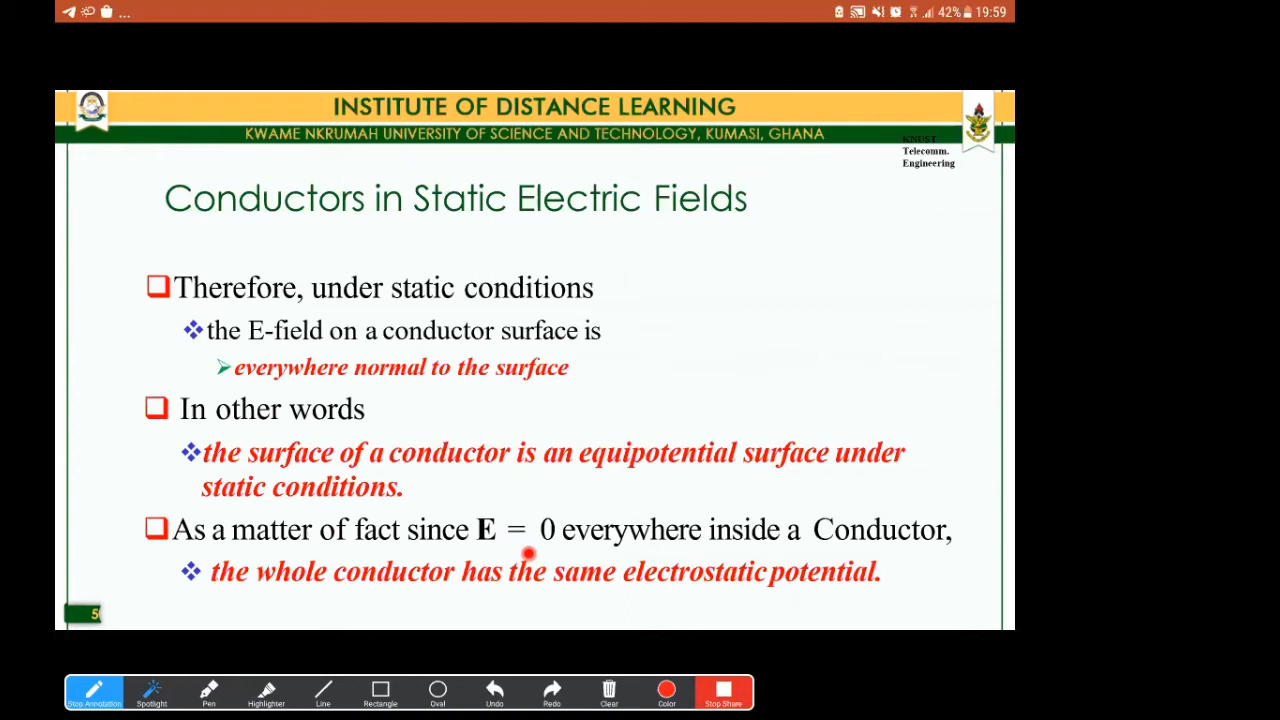 ... 42% 19:59
INSTITUTE OF DISTANCE LEARNING
KWAME NKRUMAH UNIVERSITY OF SCIENCE AND TECHNOLOGY, KUMASI, GHANA
KNUST
Telecomm.
Engineering
Conductors in Static Electric Fields
Therefore, under static conditions
the E-field on a conductor surface is
everywhere normal to the surface
In other words
the surface of a conductor is an equipotential surface under
static conditions.
As a matter of fact since E = 0 everywhere inside a Conductor,
the whole conductor has the same electrostatic potential.
Stop Annotation Spotlight Pen Highlighter Line Rectangle Oval Undo Redo Clear Color Stop Share